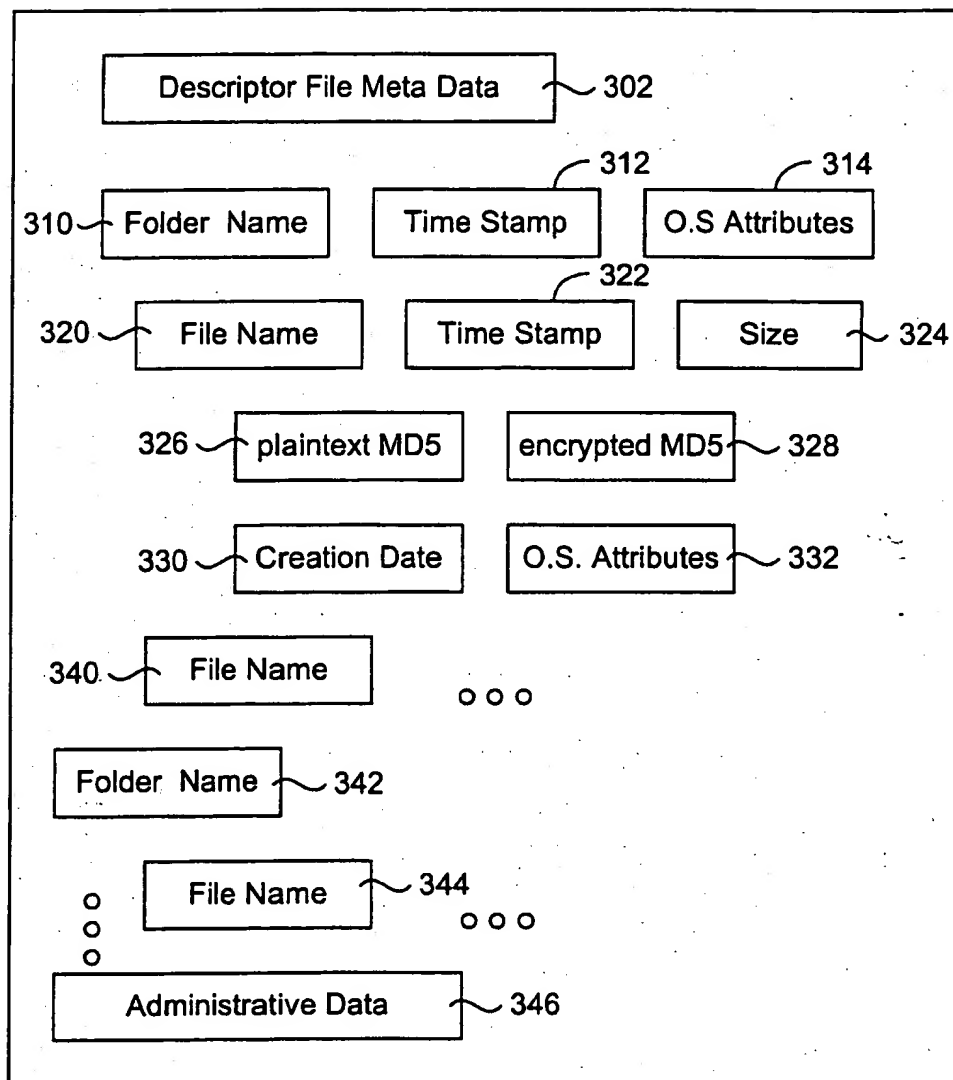 Descriptor File Meta Data 302
312 314
310 Folder Name Time Stamp O.S Attributes
322
320 File Name Time Stamp Size 324
326 plaintext MD5 encrypted MD5 328
330 Creation Date O.S. Attributes 332
340 File Name
Folder Name 342
File Name 344
Administrative Data 346